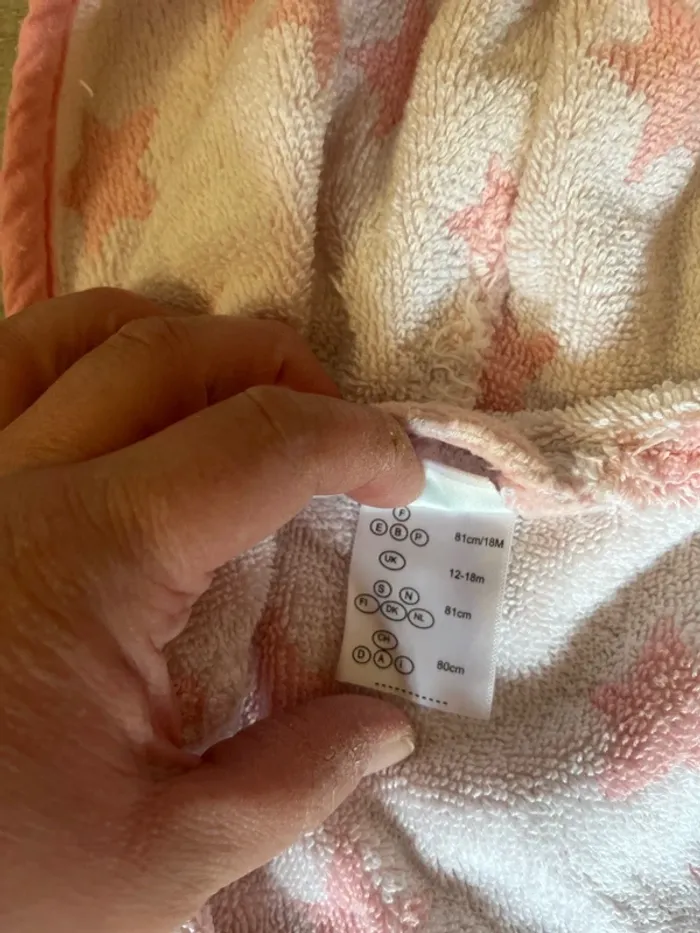 F
E B P 81cm/18M
UK 12-18m
S N
FI DK NL 81cm
CH
D A I 80cm